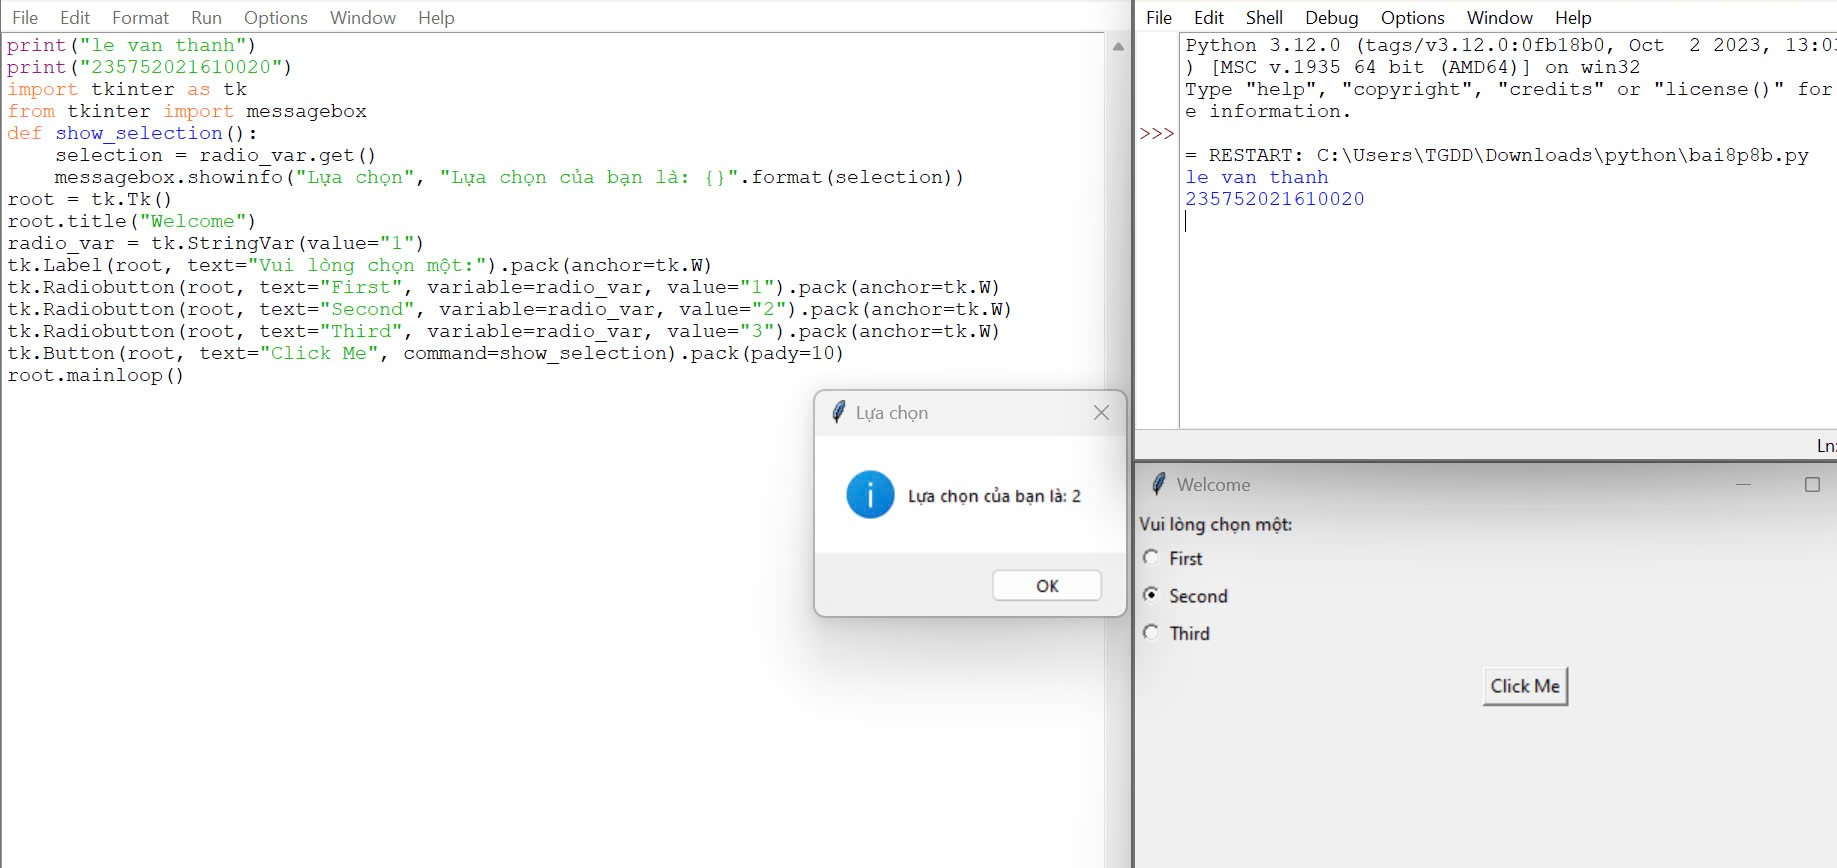 File Edit Format Run Options Window Help
print("le van thanh")
print("235752021610020")
import tkinter as tk
from tkinter import messagebox
def show_selection():
    selection = radio_var.get()
    messagebox.showinfo("Lựa chọn", "Lựa chọn của bạn là: {}".format(selection))
root = tk.Tk()
root.title("Welcome")
radio_var = tk.StringVar(value="1")
tk.Label(root, text="Vui lòng chọn một:").pack(anchor=tk.W)
tk.Radiobutton(root, text="First", variable=radio_var, value="1").pack(anchor=tk.W)
tk.Radiobutton(root, text="Second", variable=radio_var, value="2").pack(anchor=tk.W)
tk.Radiobutton(root, text="Third", variable=radio_var, value="3").pack(anchor=tk.W)
tk.Button(root, text="Click Me", command=show_selection).pack(pady=10)
root.mainloop()
Lựa chọn
Lựa chọn của bạn là: 2
OK
File Edit Shell Debug Options Window Help
Python 3.12.0 (tags/v3.12.0:0fb18b0, Oct  2 2023, 13:03
) [MSC v.1935 64 bit (AMD64)] on win32
Type "help", "copyright", "credits" or "license()" for
e information.
>>>
= RESTART: C:\Users\TGDD\Downloads\python\bai8p8b.py
le van thanh
235752021610020
Ln:
Welcome
Vui lòng chọn một:
First
Second
Third
Click Me